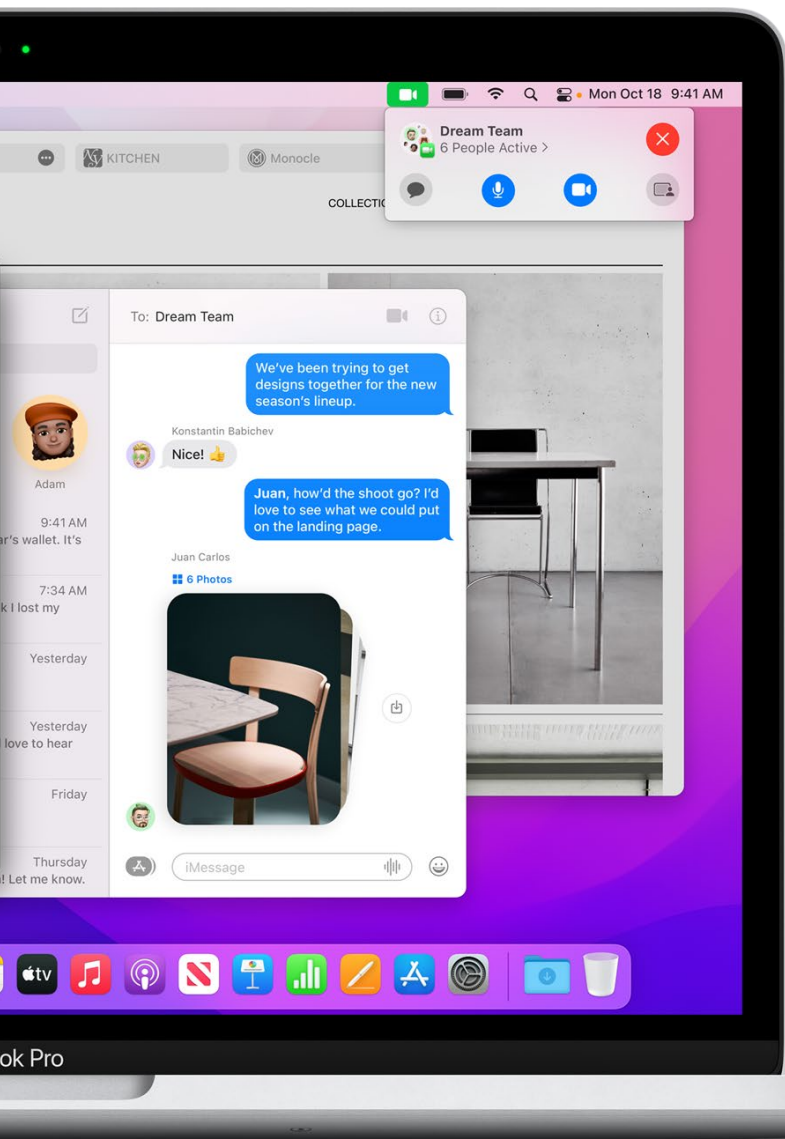 Mon Oct 18 9:41 AM
Dream Team
6 People Active >
KITCHEN
Monocle
COLLECTIO
To: Dream Team
We've been trying to get
designs together for the new
season's lineup.
Konstantin Babichev
Nice! 👍
Juan, how'd the shoot go? I'd
love to see what we could put
on the landing page.
Juan Carlos
6 Photos
iMessage
Adam
9:41 AM
ar's wallet. It's
7:34 AM
k I lost my
Yesterday
Yesterday
love to hear
Friday
Thursday
! Let me know.
tv
ok Pro